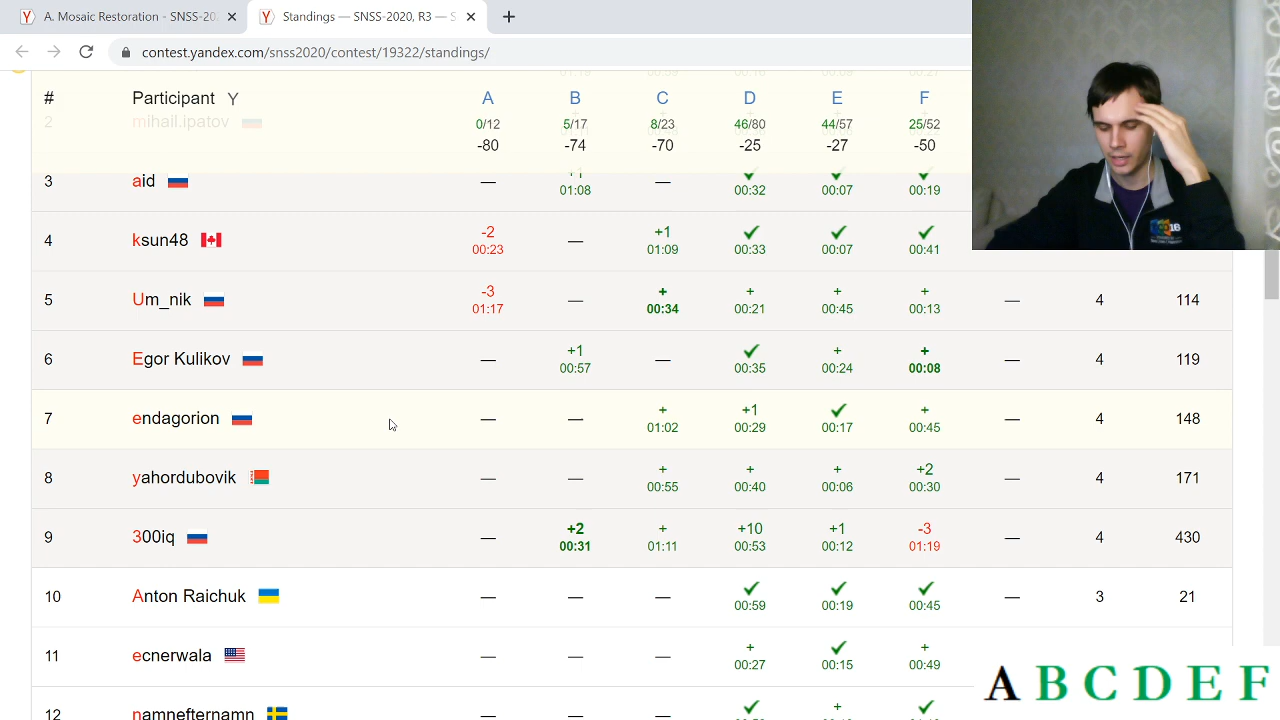 A. Mosaic Restoration - SNSS-20
Standings — SNSS-2020, R3 — S
contest.yandex.com/snss2020/contest/19322/standings/
# Participant Y A B C D E F
0/12 5/17 8/23 46/80 44/57 25/52
-80 -74 -70 -25 -27 -50
2 mihail.ipatov
3 aid — +1 —
01:08 00:32 00:07 00:19
4 ksun48 -2 — +1
00:23 01:09 00:33 00:07 00:41
5 Um_nik -3 — + + + + — 4 114
01:17 00:34 00:21 00:45 00:13
6 Egor Kulikov — +1 — + + — 4 119
00:57 00:35 00:24 00:08
7 endagorion — — + +1 + — 4 148
01:02 00:29 00:17 00:45
8 yahordubovik — — + + + +2 — 4 171
00:55 00:40 00:06 00:30
9 300iq — +2 + +10 +1 -3 — 4 430
00:31 01:11 00:53 00:12 01:19
10 Anton Raichuk — — — — 3 21
00:59 00:19 00:45
11 ecnerwala — — — + +
00:27 00:15 00:49
12 namnefternamn — — — +
16
A B C D E F